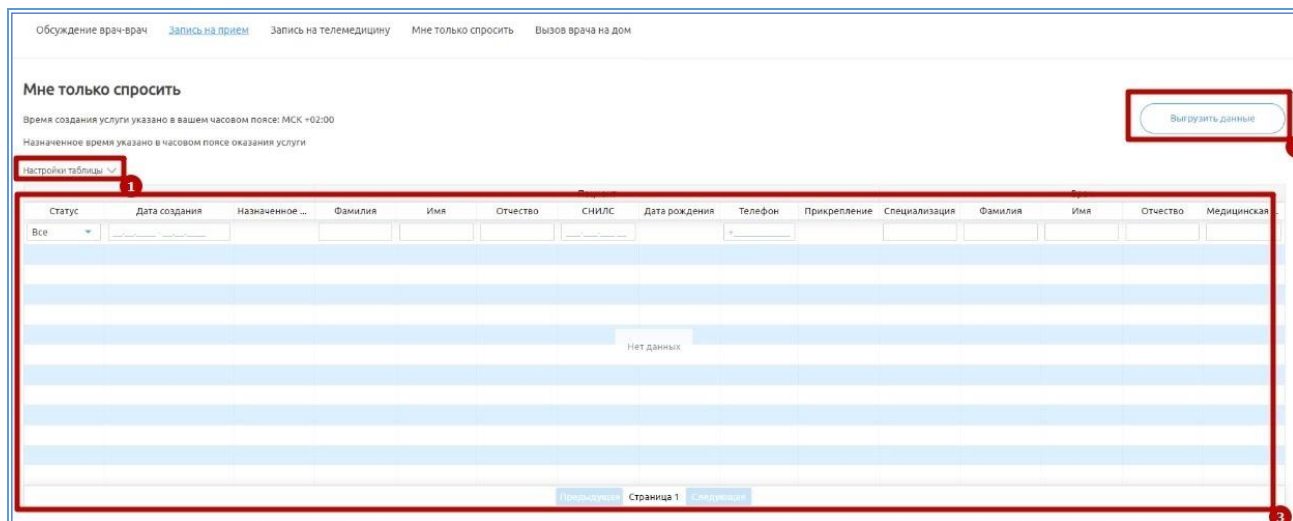 Обсуждение врач-врач Запись на прием Запись на телемедицину Мне только спросить Вызов врача на дом
Мне только спросить
Время создания услуги указано в вашем часовом поясе: МСК +02:00
Выгрузить данные
Назначенное время указано в часовом поясе оказания услуги
Настройки таблицы
1
Статус Дата создания Назначенное ... Фамилия Имя Отчество СНИЛС Дата рождения Телефон Прикрепление Специализация Фамилия Имя Отчество Медицинская
Все
Нет данных
Предыдущая Страница 1 Следующая
3